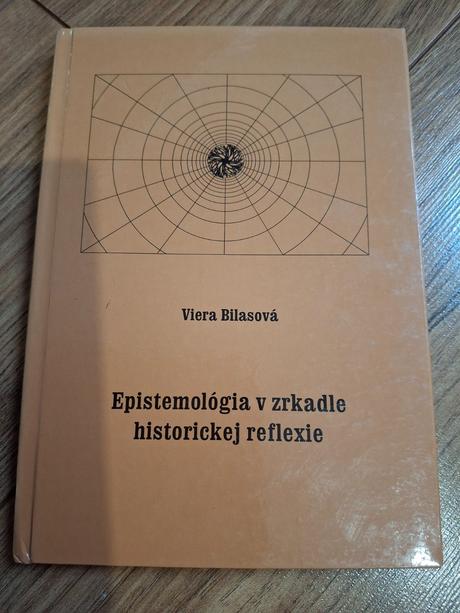 Viera Bilasová
Epistemológia v zrkadle
historickej reflexie